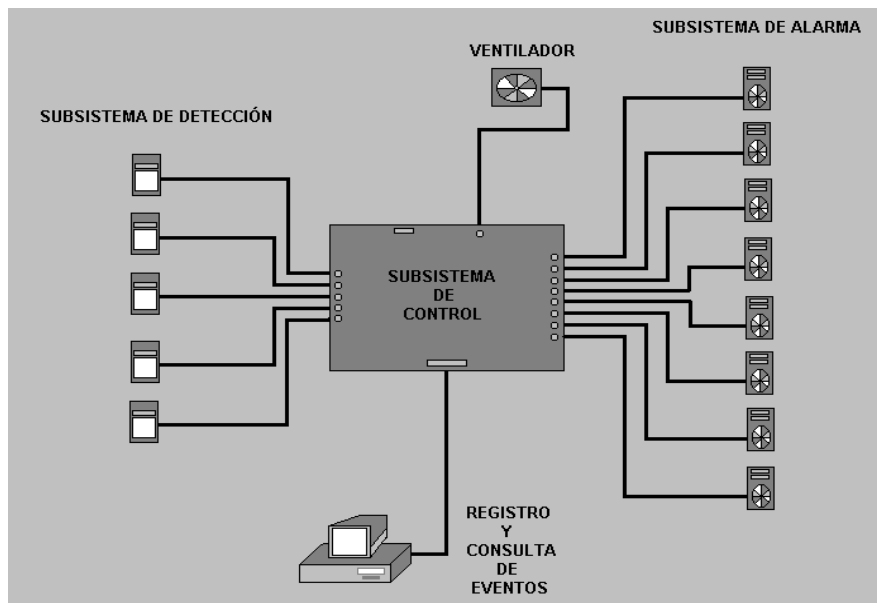 SUBSISTEMA DE ALARMA
VENTILADOR
SUBSISTEMA DE DETECCIÓN
SUBSISTEMA
DE
CONTROL
REGISTRO
Y
CONSULTA
DE
EVENTOS